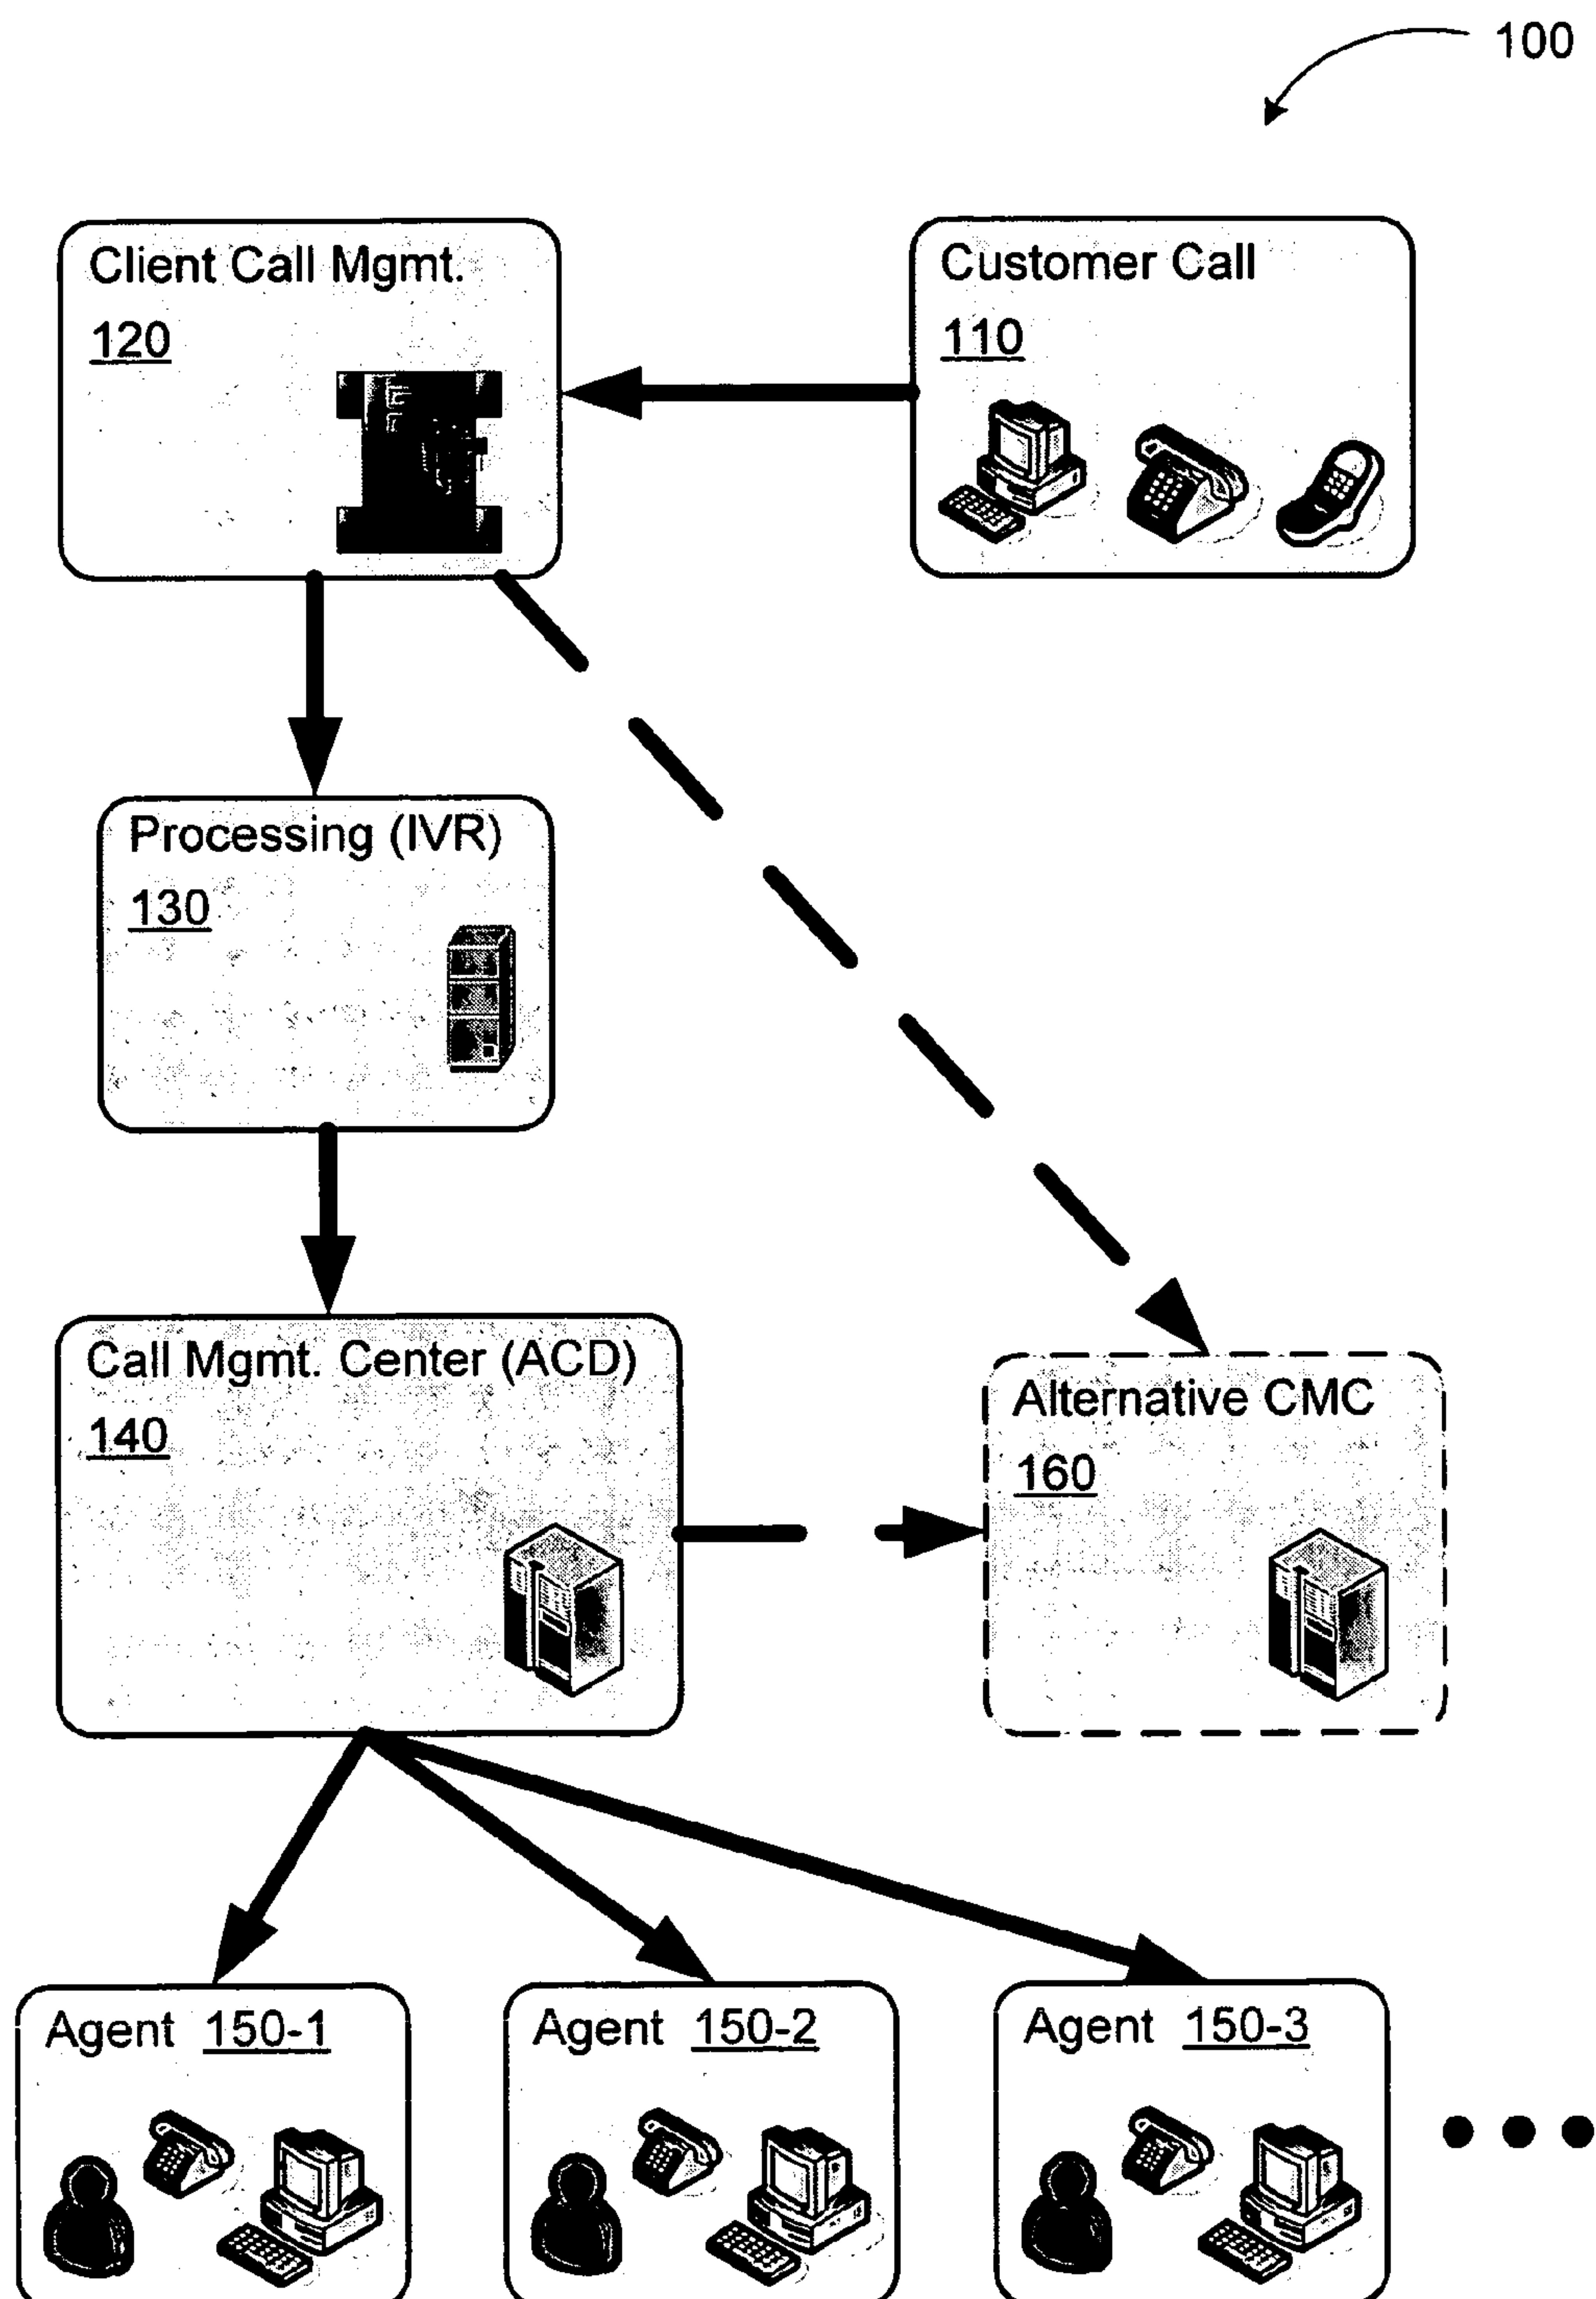 100
Client Call Mgmt.
120
Customer Call
110
Processing (IVR)
130
Call Mgmt. Center (ACD)
140
Alternative CMC
160
Agent 150-1
Agent 150-2
Agent 150-3